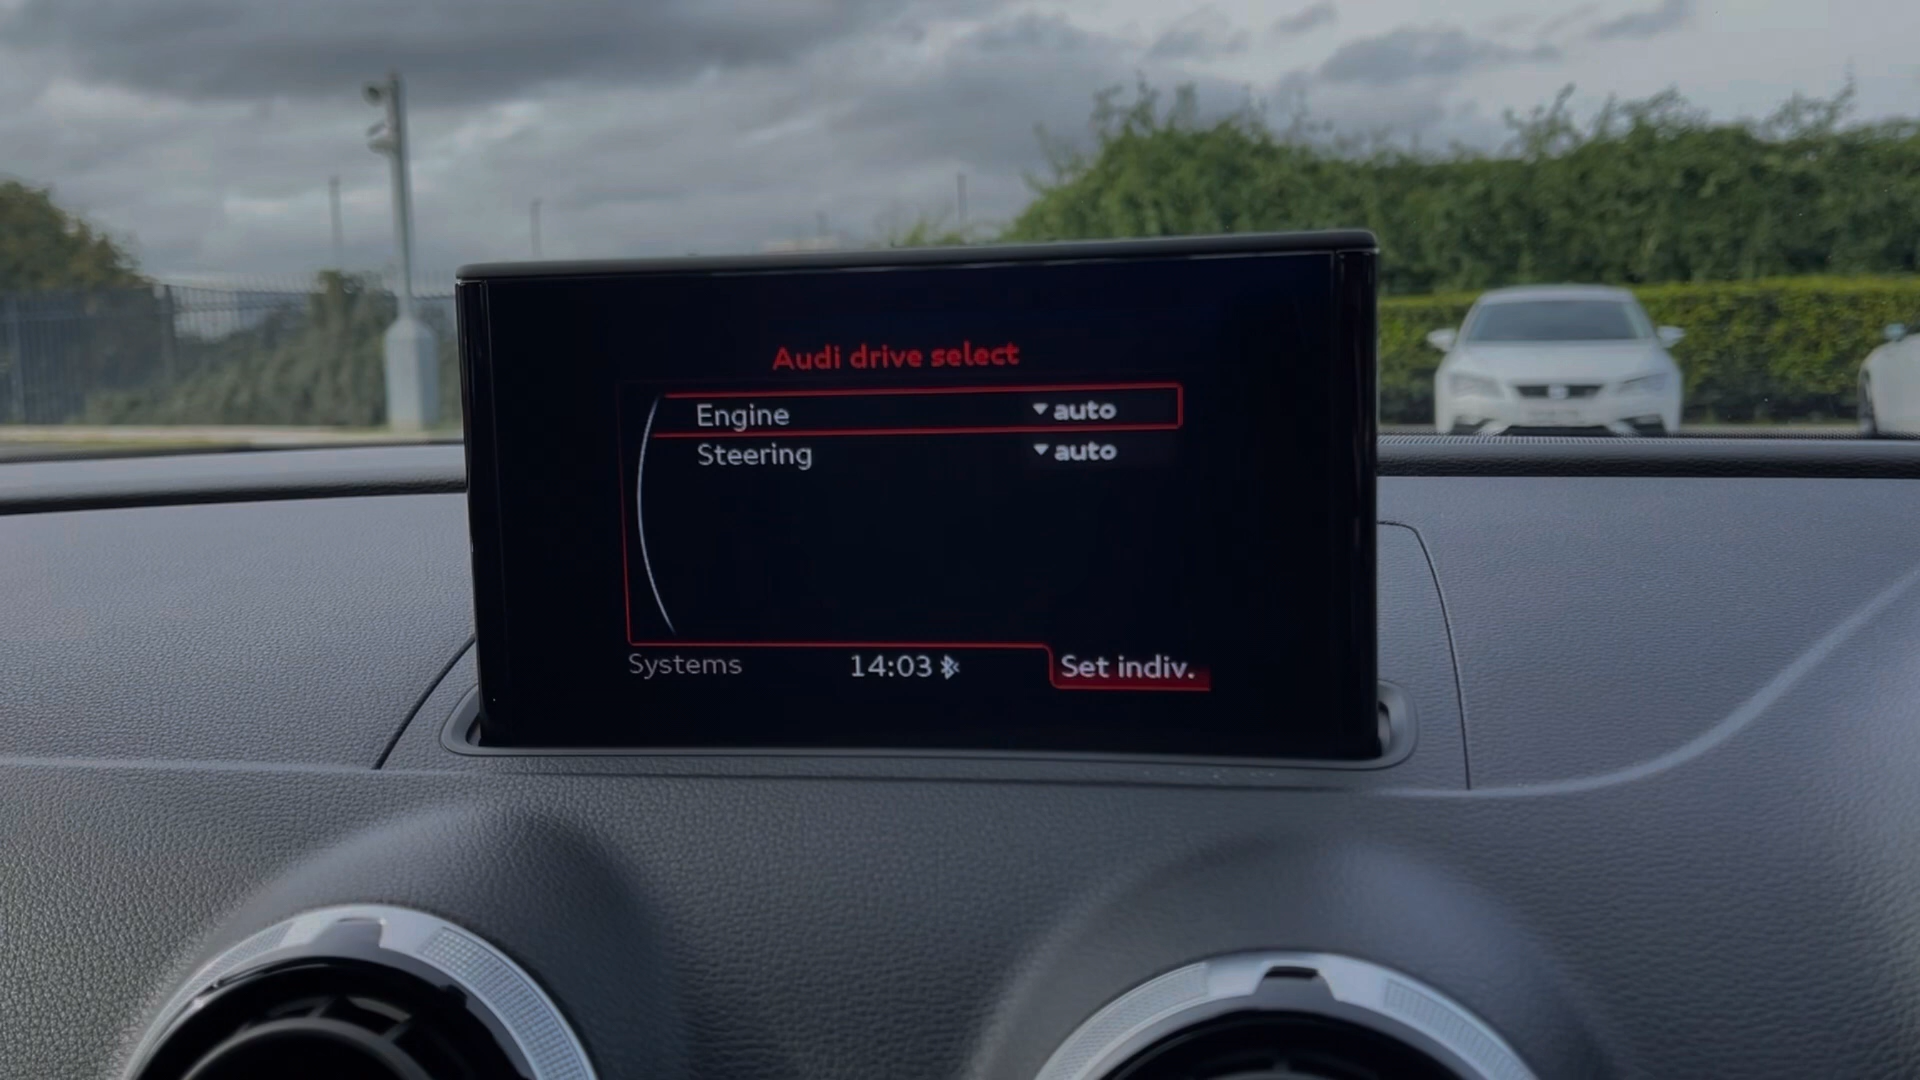 Audi drive select
Engine ▾ auto
Steering ▾ auto
Systems 14:03 Set indiv.